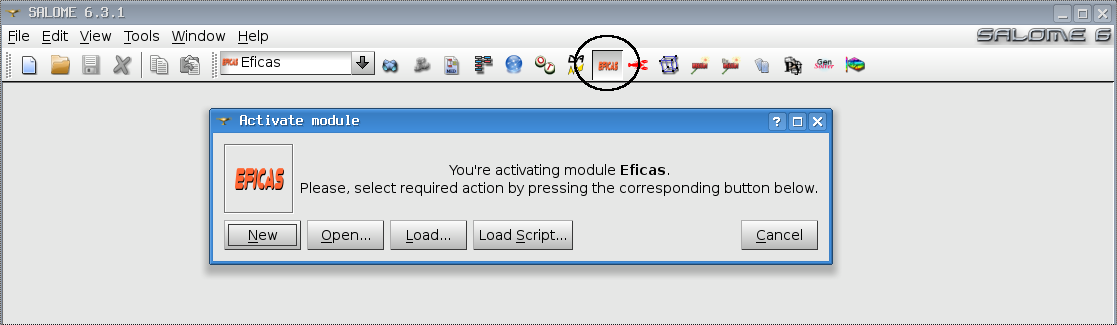 SALOME 6.3.1
File Edit View Tools Window Help
SALOME 6
EFICAS Eficas
EFICAS
Gen
Solver
Activate module
EFICAS
You're activating module Eficas.
Please, select required action by pressing the corresponding button below.
New Open... Load... Load Script... Cancel